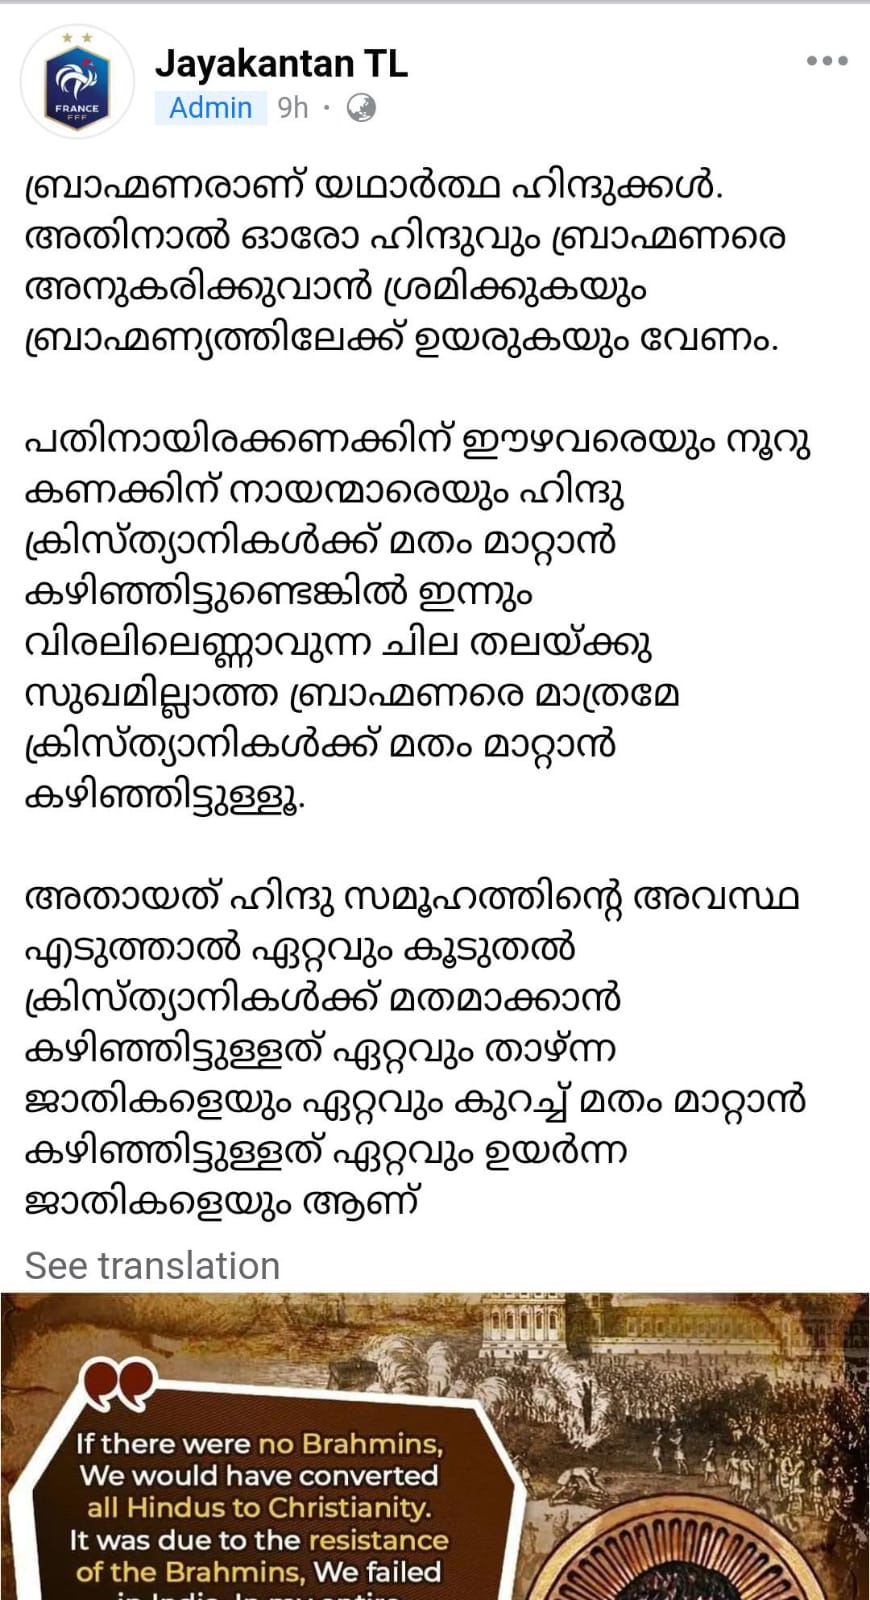 FRANCE
FFF
Jayakantan TL
Admin 9h ·
ബ്രാഹ്മണരാണ് യഥാർത്ഥ ഹിന്ദുക്കൾ.
അതിനാൽ ഓരോ ഹിന്ദുവും ബ്രാഹ്മണരെ
അനുകരിക്കുവാൻ ശ്രമിക്കുകയും
ബ്രാഹ്മണ്യത്തിലേക്ക് ഉയരുകയും വേണം.
പതിനായിരക്കണക്കിന് ഈഴവരെയും നൂറു
കണക്കിന് നായന്മാരെയും ഹിന്ദു
ക്രിസ്ത്യാനികൾക്ക് മതം മാറ്റാൻ
കഴിഞ്ഞിട്ടുണ്ടെങ്കിൽ ഇന്നും
വിരലിലെണ്ണാവുന്ന ചില തലയ്ക്കു
സുഖമില്ലാത്ത ബ്രാഹ്മണരെ മാത്രമേ
ക്രിസ്ത്യാനികൾക്ക് മതം മാറ്റാൻ
കഴിഞ്ഞിട്ടുള്ളൂ.
അതായത് ഹിന്ദു സമൂഹത്തിന്റെ അവസ്ഥ
എടുത്താൽ ഏറ്റവും കൂടുതൽ
ക്രിസ്ത്യാനികൾക്ക് മതമാക്കാൻ
കഴിഞ്ഞിട്ടുള്ളത് ഏറ്റവും താഴ്ന്ന
ജാതികളെയും ഏറ്റവും കുറച്ച് മതം മാറ്റാൻ
കഴിഞ്ഞിട്ടുള്ളത് ഏറ്റവും ഉയർന്ന
ജാതികളെയും ആണ്
See translation
If there were no Brahmins,
We would have converted
all Hindus to Christianity.
It was due to the resistance
of the Brahmins, We failed